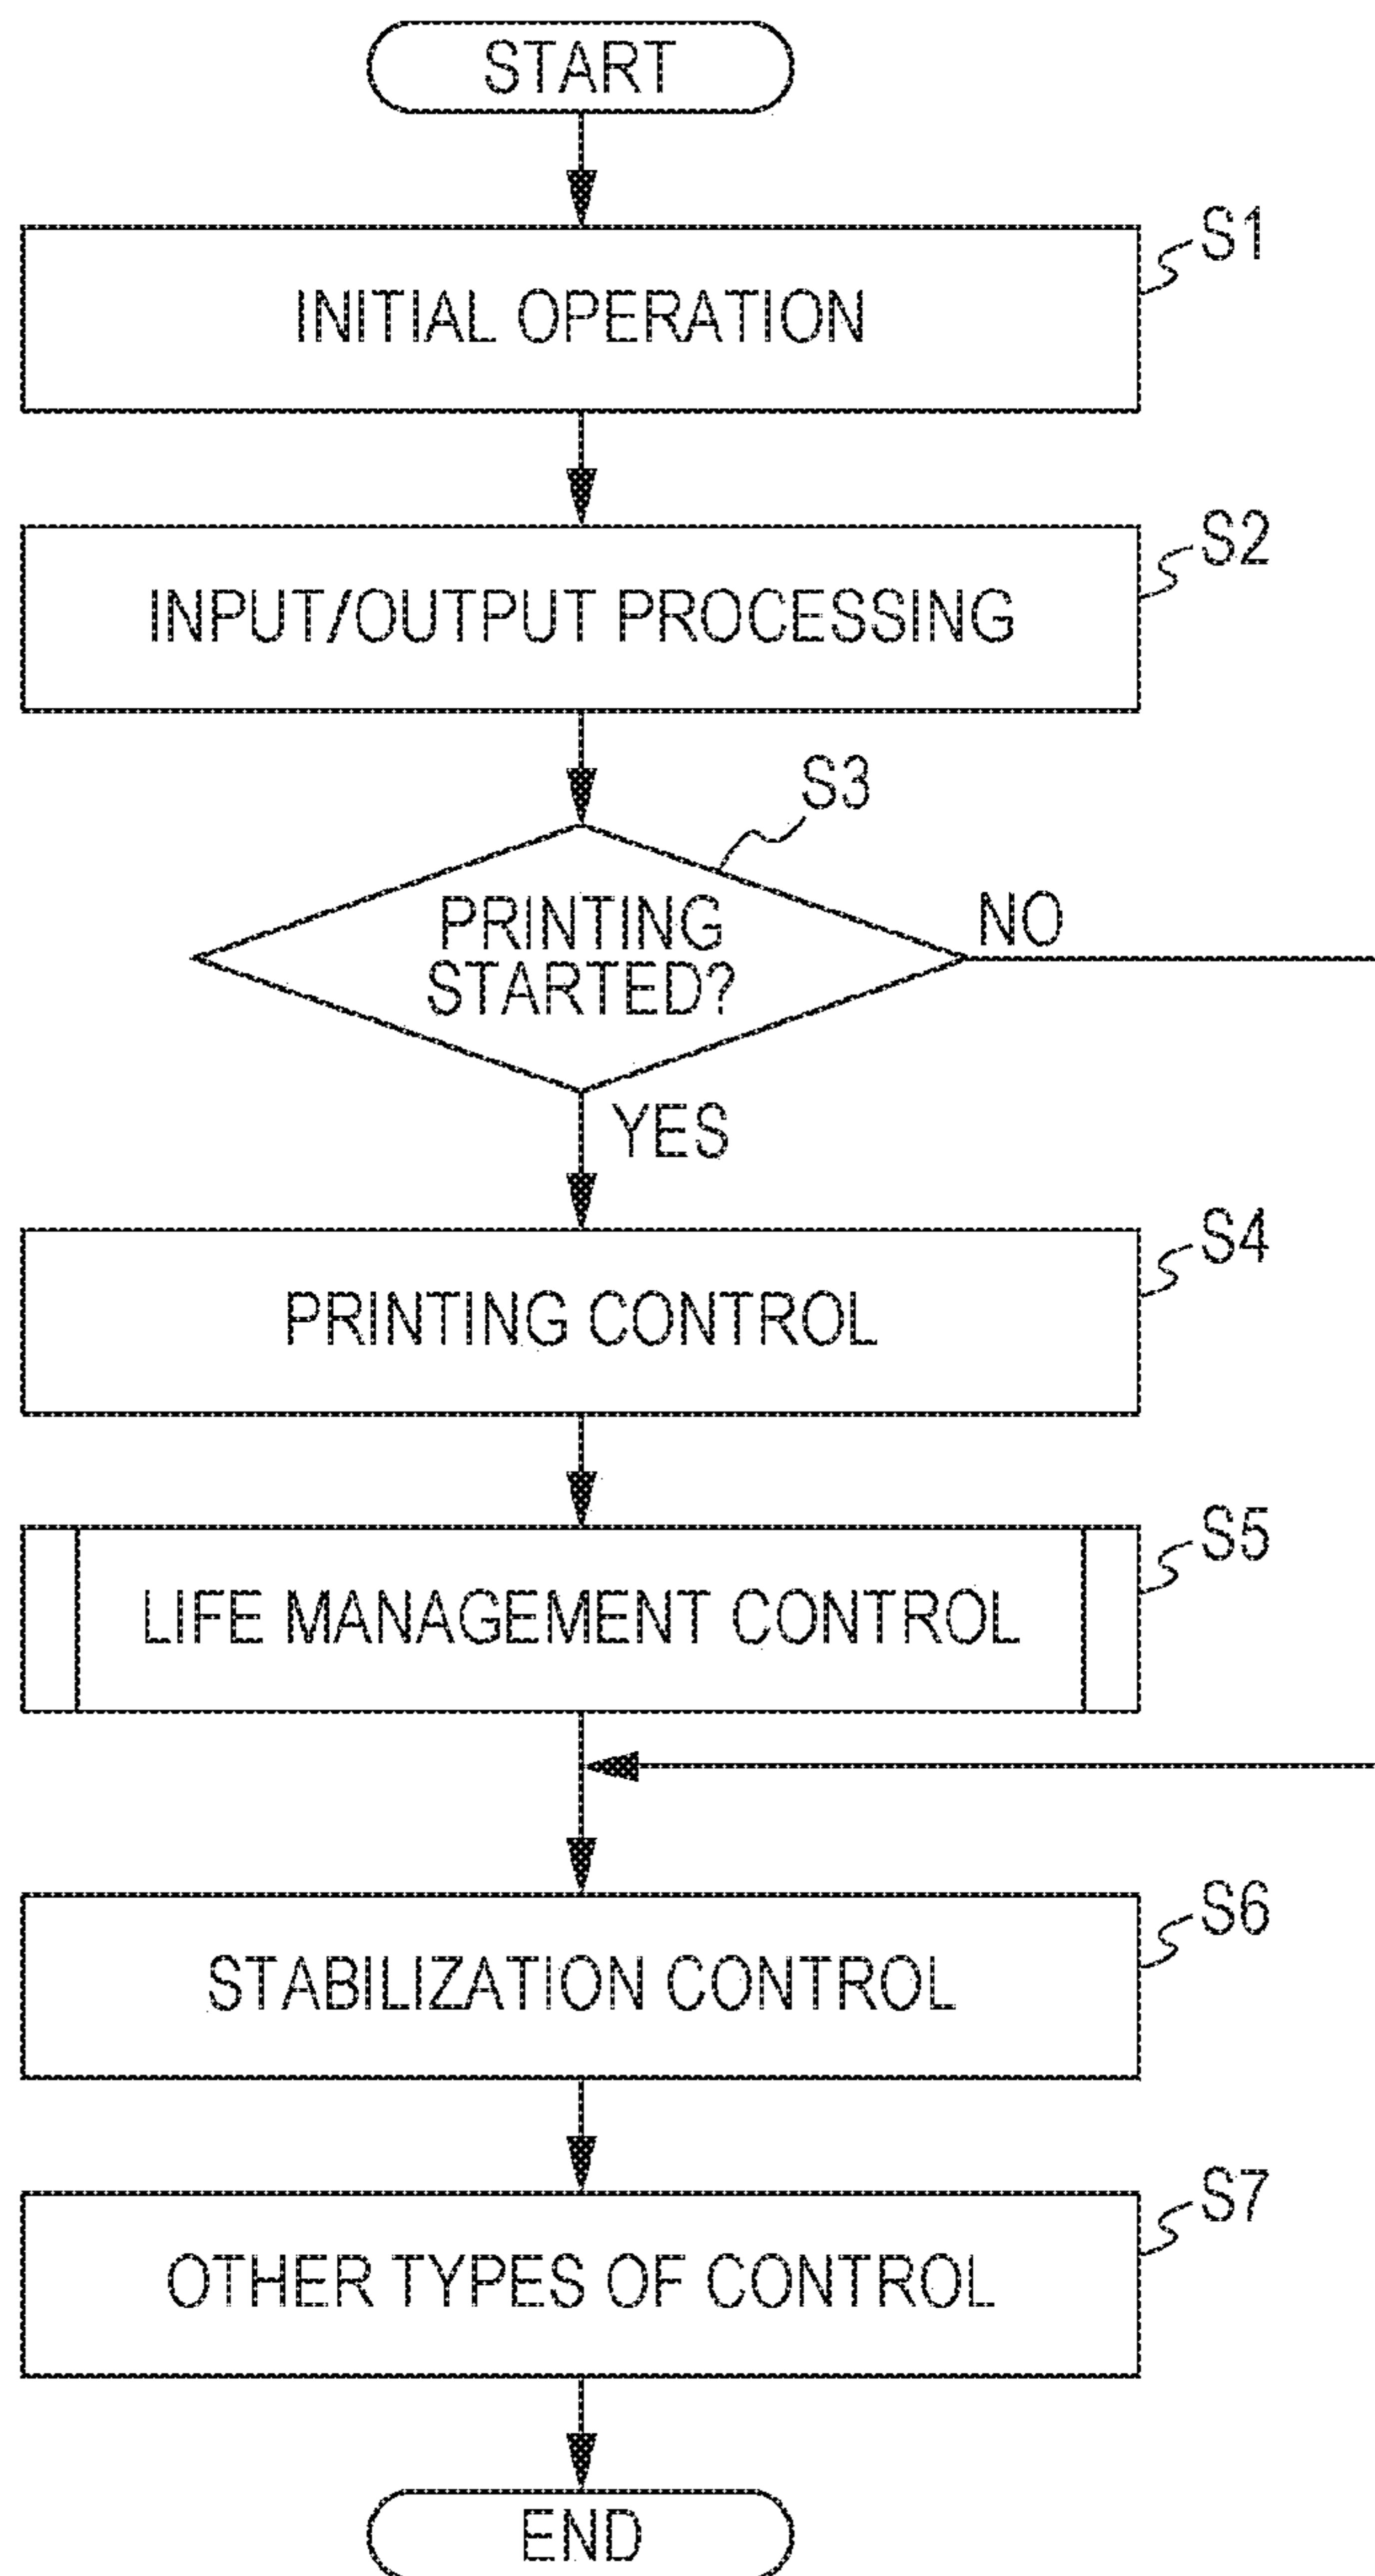 START
S1
INITIAL OPERATION
S2
INPUT/OUTPUT PROCESSING
S3
PRINTING
STARTED?
NO
YES
S4
PRINTING CONTROL
S5
LIFE MANAGEMENT CONTROL
S6
STABILIZATION CONTROL
S7
OTHER TYPES OF CONTROL
END